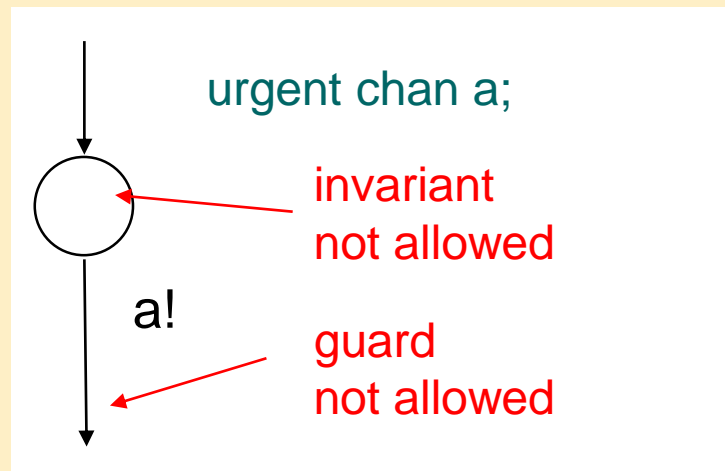 urgent chan a;
invariant
not allowed
a!
guard
not allowed